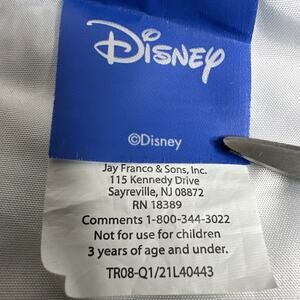 Disney
©Disney
Jay Franco & Sons, Inc.
115 Kennedy Drive
Sayreville, NJ 08872
RN 18389
Comments 1-800-344-3022
Not for use for children
3 years of age and under.
TR08-Q1/21L40443